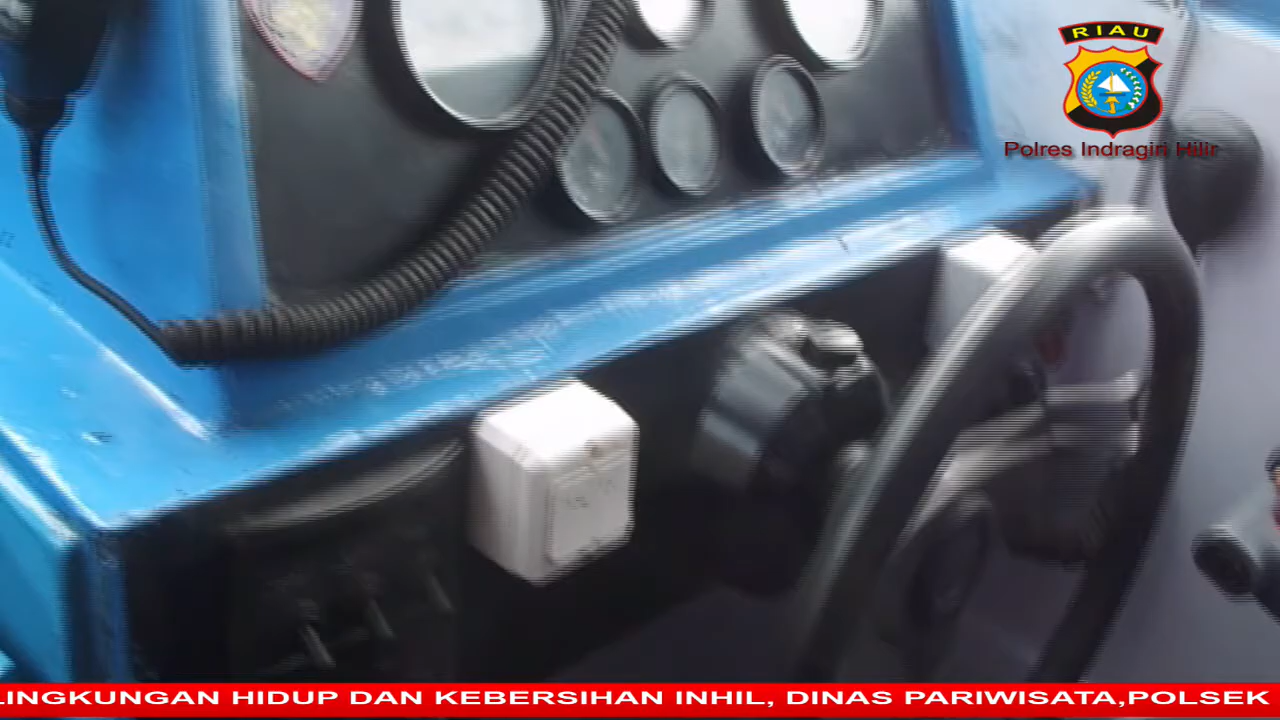 RIAU
Polres Indragiri Hilir
LINGKUNGAN HIDUP DAN KEBERSIHAN INHIL, DINAS PARIWISATA,POLSEK